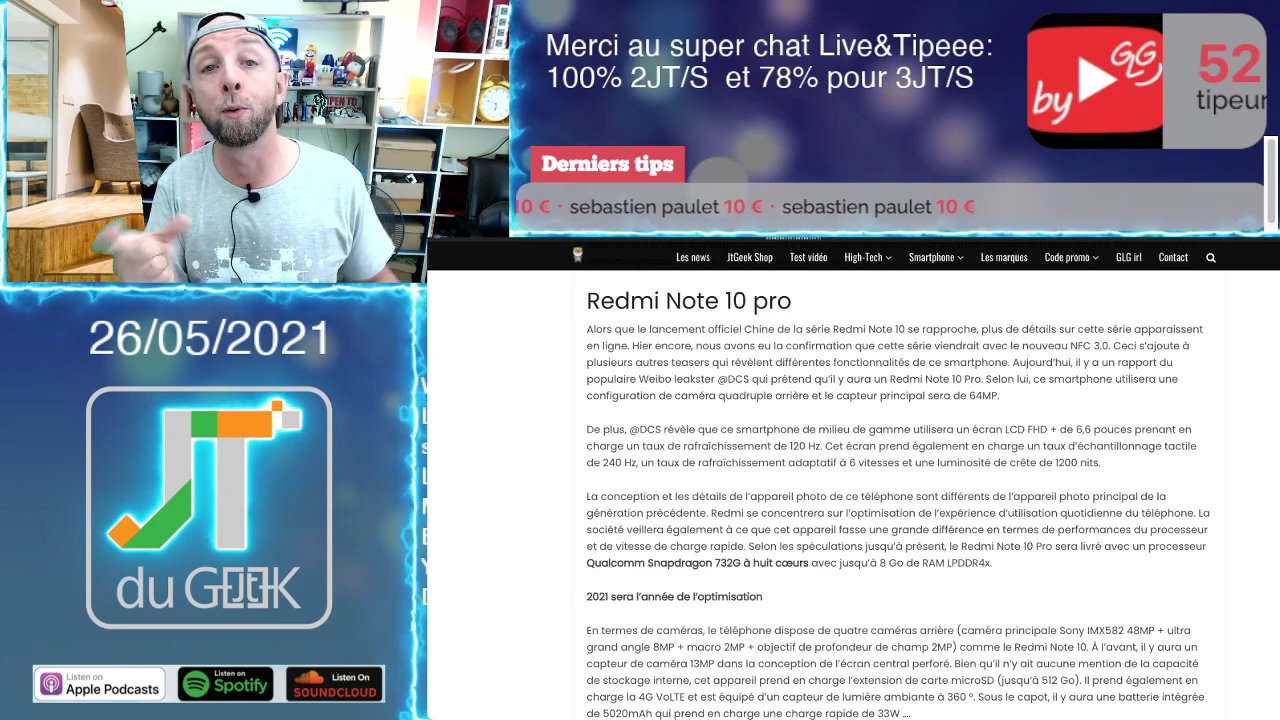 Merci au super chat Live&Tipeee:
100% 2JT/S et 78% pour 3JT/S
by GLG
52
tipeur
Derniers tips
10 € · sebastien paulet 10 € · sebastien paulet 10 €
Les news JtGeek Shop Test vidéo High-Tech Smartphone Les marques Code promo GLG irl Contact
26/05/2021
JT
du GEEK
Listen on
Apple Podcasts
Listen on
Spotify
Listen On
SOUNDCLOUD
Redmi Note 10 pro
Alors que le lancement officiel Chine de la série Redmi Note 10 se rapproche, plus de détails sur cette série apparaissent
en ligne. Hier encore, nous avons eu la confirmation que cette série viendrait avec le nouveau NFC 3.0. Ceci s'ajoute à
plusieurs autres teasers qui révèlent différentes fonctionnalités de ce smartphone. Aujourd'hui, il y a un rapport du
populaire Weibo leakster @DCS qui prétend qu'il y aura un Redmi Note 10 Pro. Selon lui, ce smartphone utilisera une
configuration de caméra quadruple arrière et le capteur principal sera de 64MP.
De plus, @DCS révèle que ce smartphone de milieu de gamme utilisera un écran LCD FHD + de 6,6 pouces prenant en
charge un taux de rafraîchissement de 120 Hz. Cet écran prend également en charge un taux d'échantillonnage tactile
de 240 Hz, un taux de rafraîchissement adaptatif à 6 vitesses et une luminosité de crête de 1200 nits.
La conception et les détails de l'appareil photo de ce téléphone sont différents de l'appareil photo principal de la
génération précédente. Redmi se concentrera sur l'optimisation de l'expérience d'utilisation quotidienne du téléphone. La
société veillera également à ce que cet appareil fasse une grande différence en termes de performances du processeur
et de vitesse de charge rapide. Selon les spéculations jusqu'à présent, le Redmi Note 10 Pro sera livré avec un processeur
Qualcomm Snapdragon 732G à huit cœurs avec jusqu'à 8 Go de RAM LPDDR4x.
2021 sera l'année de l'optimisation
En termes de caméras, le téléphone dispose de quatre caméras arrière (caméra principale Sony IMX582 48MP + ultra
grand angle 8MP + macro 2MP + objectif de profondeur de champ 2MP) comme le Redmi Note 10. À l'avant, il y aura un
capteur de caméra 13MP dans la conception de l'écran central perforé. Bien qu'il n'y ait aucune mention de la capacité
de stockage interne, cet appareil prend en charge l'extension de carte microSD (jusqu'à 512 Go). Il prend également en
charge la 4G VoLTE et est équipé d'un capteur de lumière ambiante à 360 °. Sous le capot, il y aura une batterie intégrée
de 5020mAh qui prend en charge une charge rapide de 33W ....